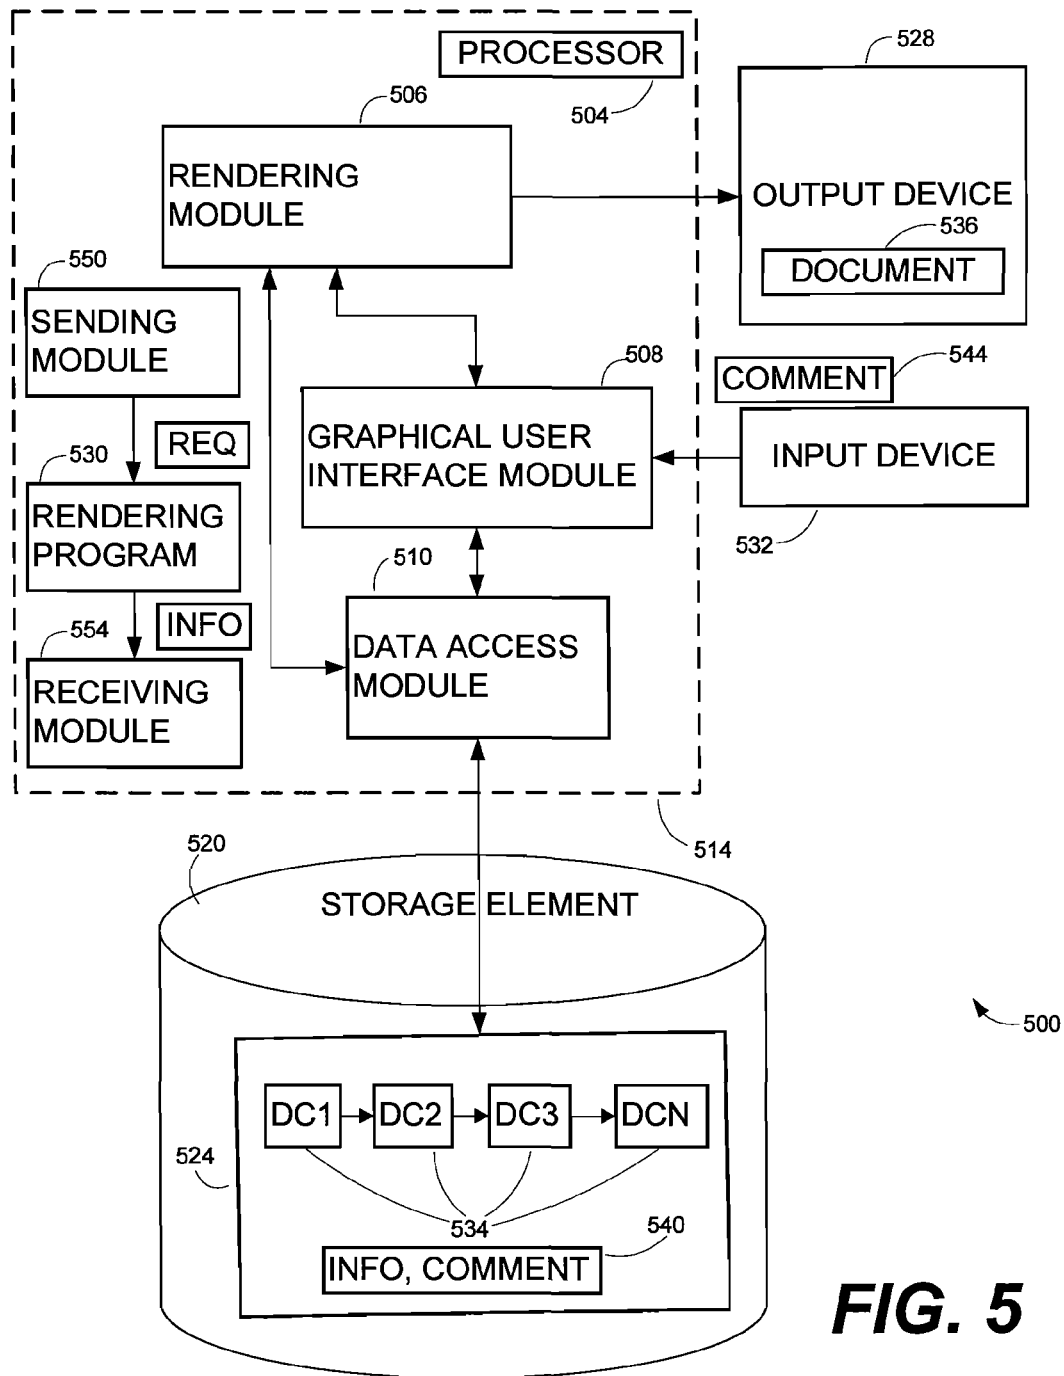 PROCESSOR
504
528
506
RENDERING
MODULE
OUTPUT DEVICE
536
DOCUMENT
550
SENDING
MODULE
508
544
COMMENT
GRAPHICAL USER
INTERFACE MODULE
INPUT DEVICE
532
REQ
530
RENDERING
PROGRAM
510
INFO
554
DATA ACCESS
MODULE
RECEIVING
MODULE
514
520
STORAGE ELEMENT
500
DC1
DC2
DC3
DCN
524
534
540
INFO, COMMENT
FIG. 5